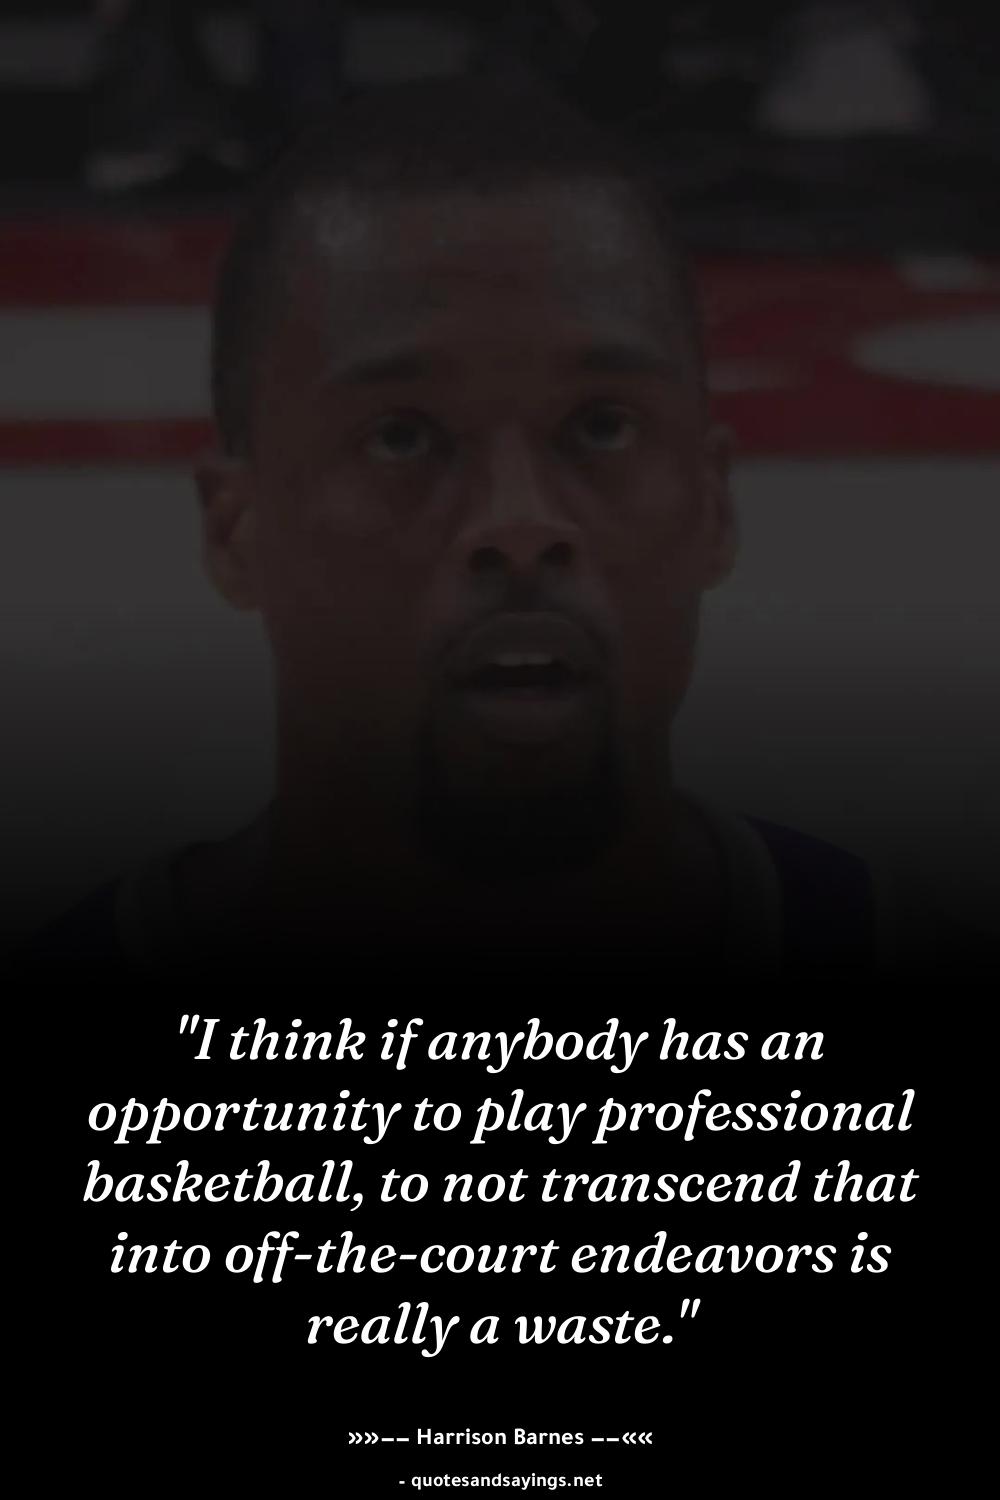 "I think if anybody has an
opportunity to play professional
basketball, to not transcend that
into off-the-court endeavors is
really a waste."
»»−− Harrison Barnes −−««
- quotesandsayings.net